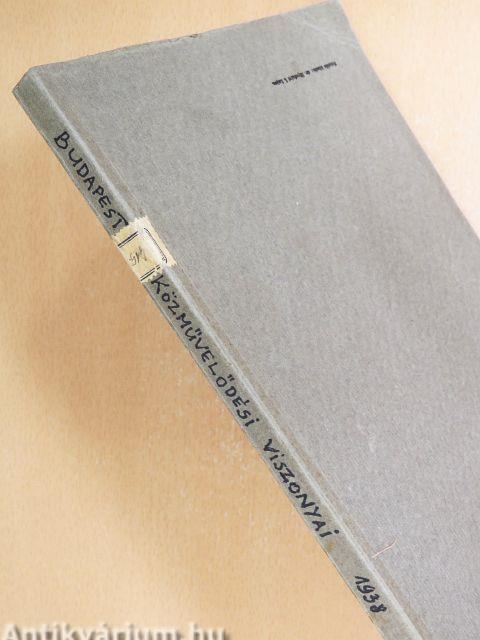 BUDAPEST
KÖZMŰVELŐDÉSI VISZONYAI 1938
Antikvárium.hu